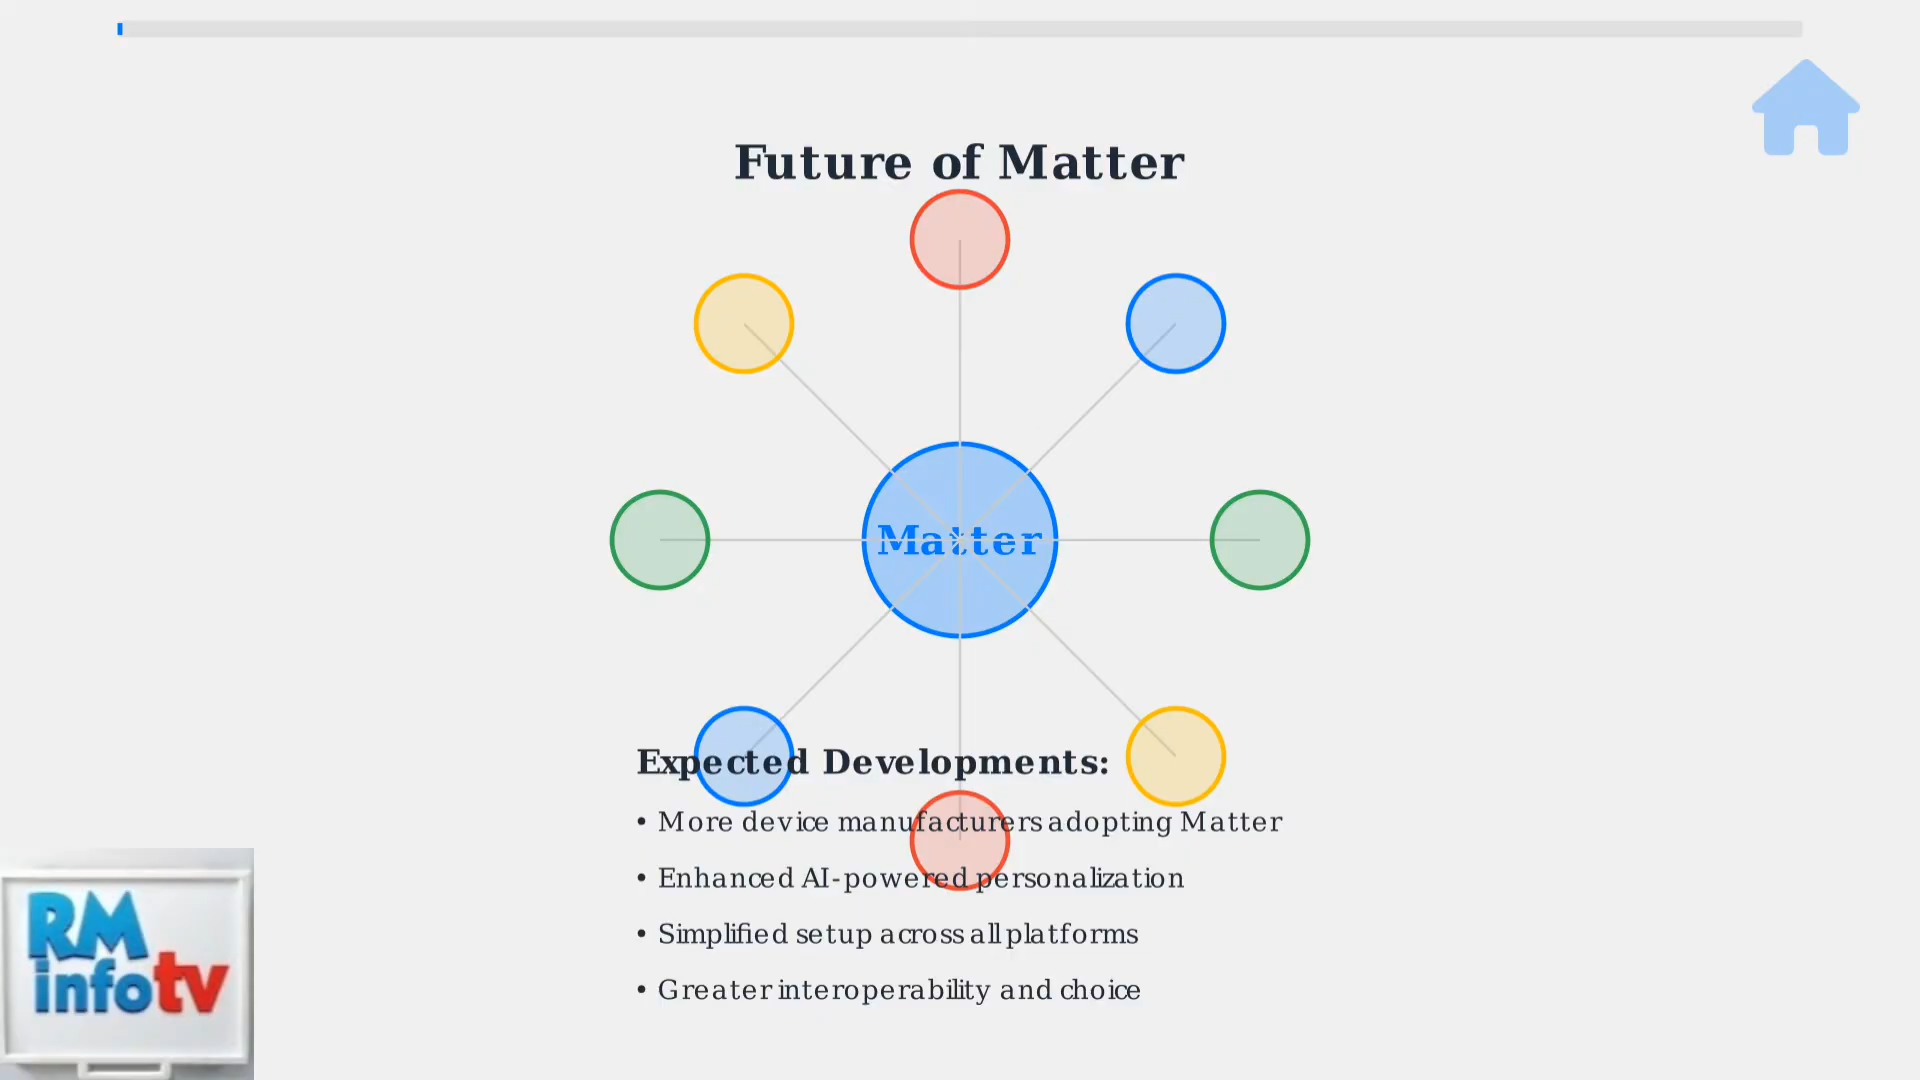 Future of Matter
Matter
Expected Developments:
• More device manufacturers adopting Matter
• Enhanced AI-powered personalization
• Simplified setup across all platforms
• Greater interoperability and choice
RM
infotv